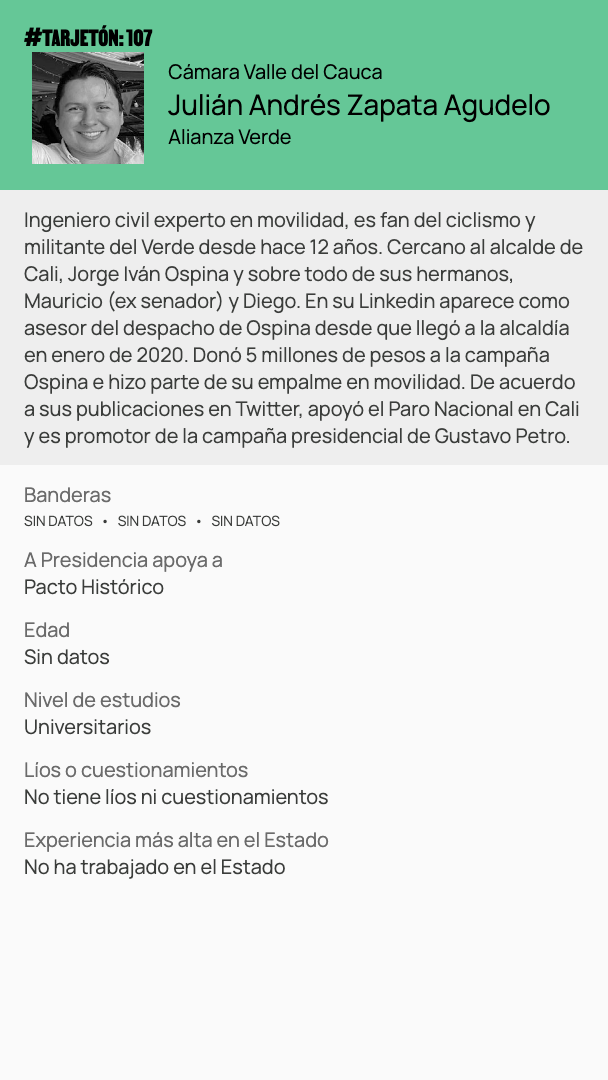 #TARJETÓN: 107
Cámara Valle del Cauca
Julián Andrés Zapata Agudelo
Alianza Verde
Ingeniero civil experto en movilidad, es fan del ciclismo y
militante del Verde desde hace 12 años. Cercano al alcalde de
Cali, Jorge Iván Ospina y sobre todo de sus hermanos,
Mauricio (ex senador) y Diego. En su Linkedin aparece como
asesor del despacho de Ospina desde que llegó a la alcaldía
en enero de 2020. Donó 5 millones de pesos a la campaña
Ospina e hizo parte de su empalme en movilidad. De acuerdo
a sus publicaciones en Twitter, apoyó el Paro Nacional en Cali
y es promotor de la campaña presidencial de Gustavo Petro.
Banderas
SIN DATOS • SIN DATOS • SIN DATOS
A Presidencia apoya a
Pacto Histórico
Edad
Sin datos
Nivel de estudios
Universitarios
Líos o cuestionamientos
No tiene líos ni cuestionamientos
Experiencia más alta en el Estado
No ha trabajado en el Estado